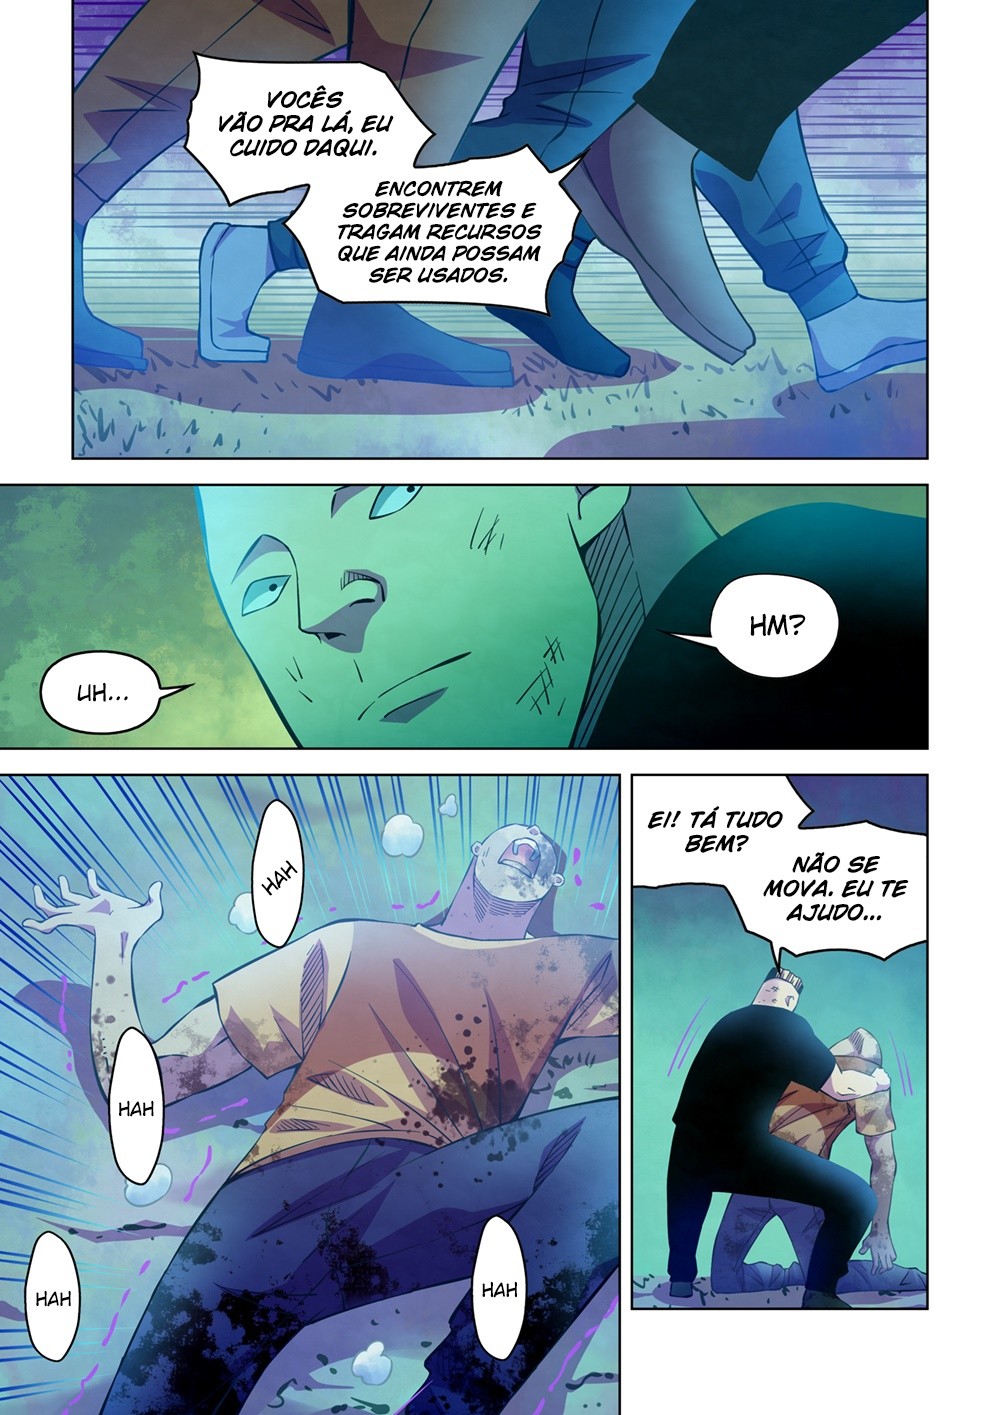 VOCÊS
VÃO PRA LÁ, EU
CUIDO DAQUI.
ENCONTREM
SOBREVIVENTES E
TRAGAM RECURSOS
QUE AINDA POSSAM
SER USADOS.
HM?
UH...
EI! TÁ TUDO
BEM?
NÃO SE
MOVA. EU TE
AJUDO...
HAH
HAH
HAH
HAH